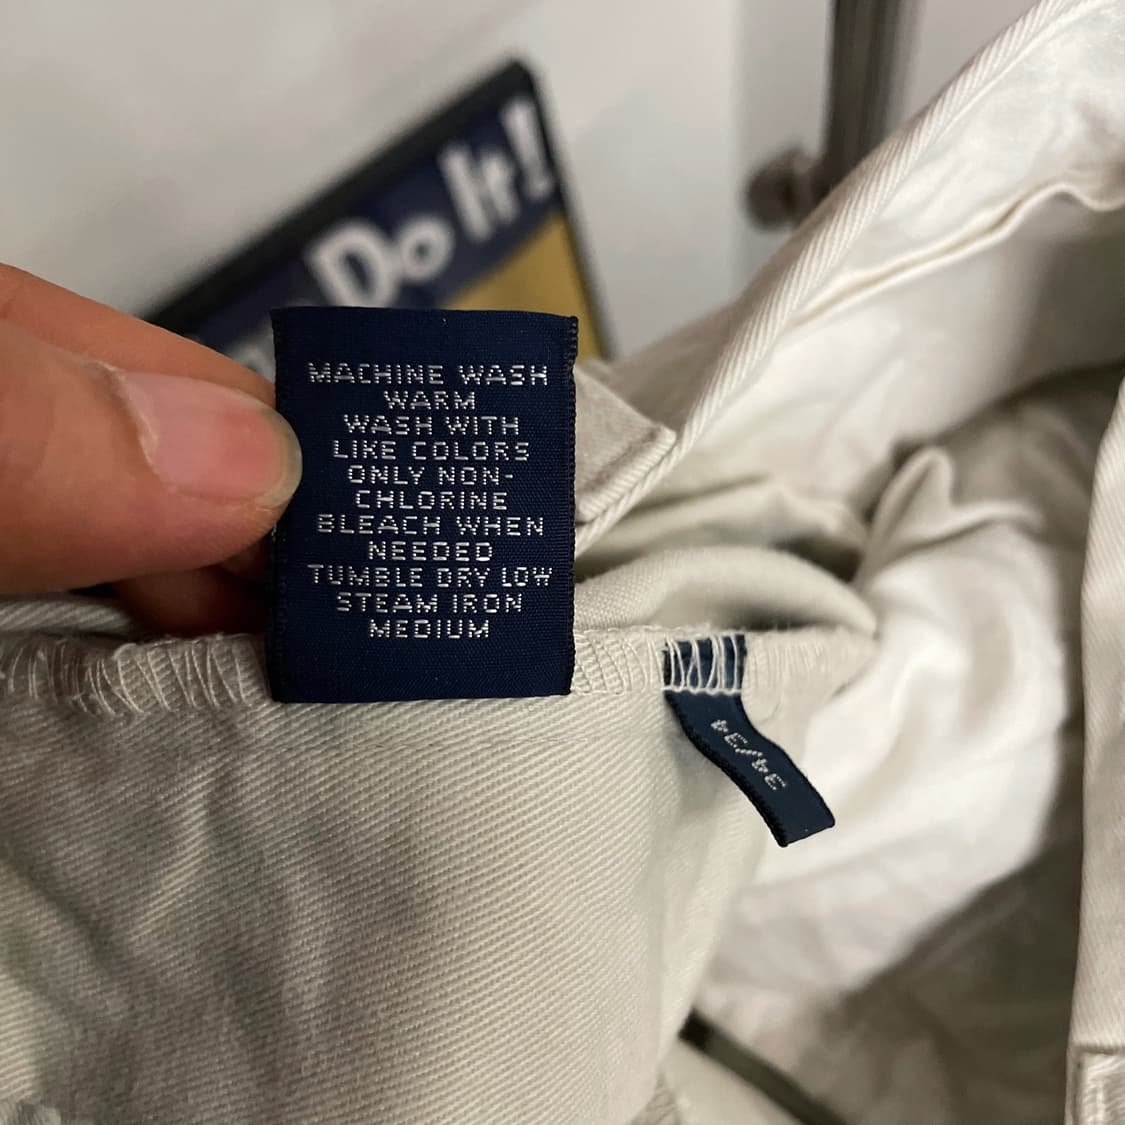 Do It!
MACHINE WASH
WARM
WASH WITH
LIKE COLORS
ONLY NON-
CHLORINE
BLEACH WHEN
NEEDED
TUMBLE DRY LOW
STEAM IRON
MEDIUM
34/34